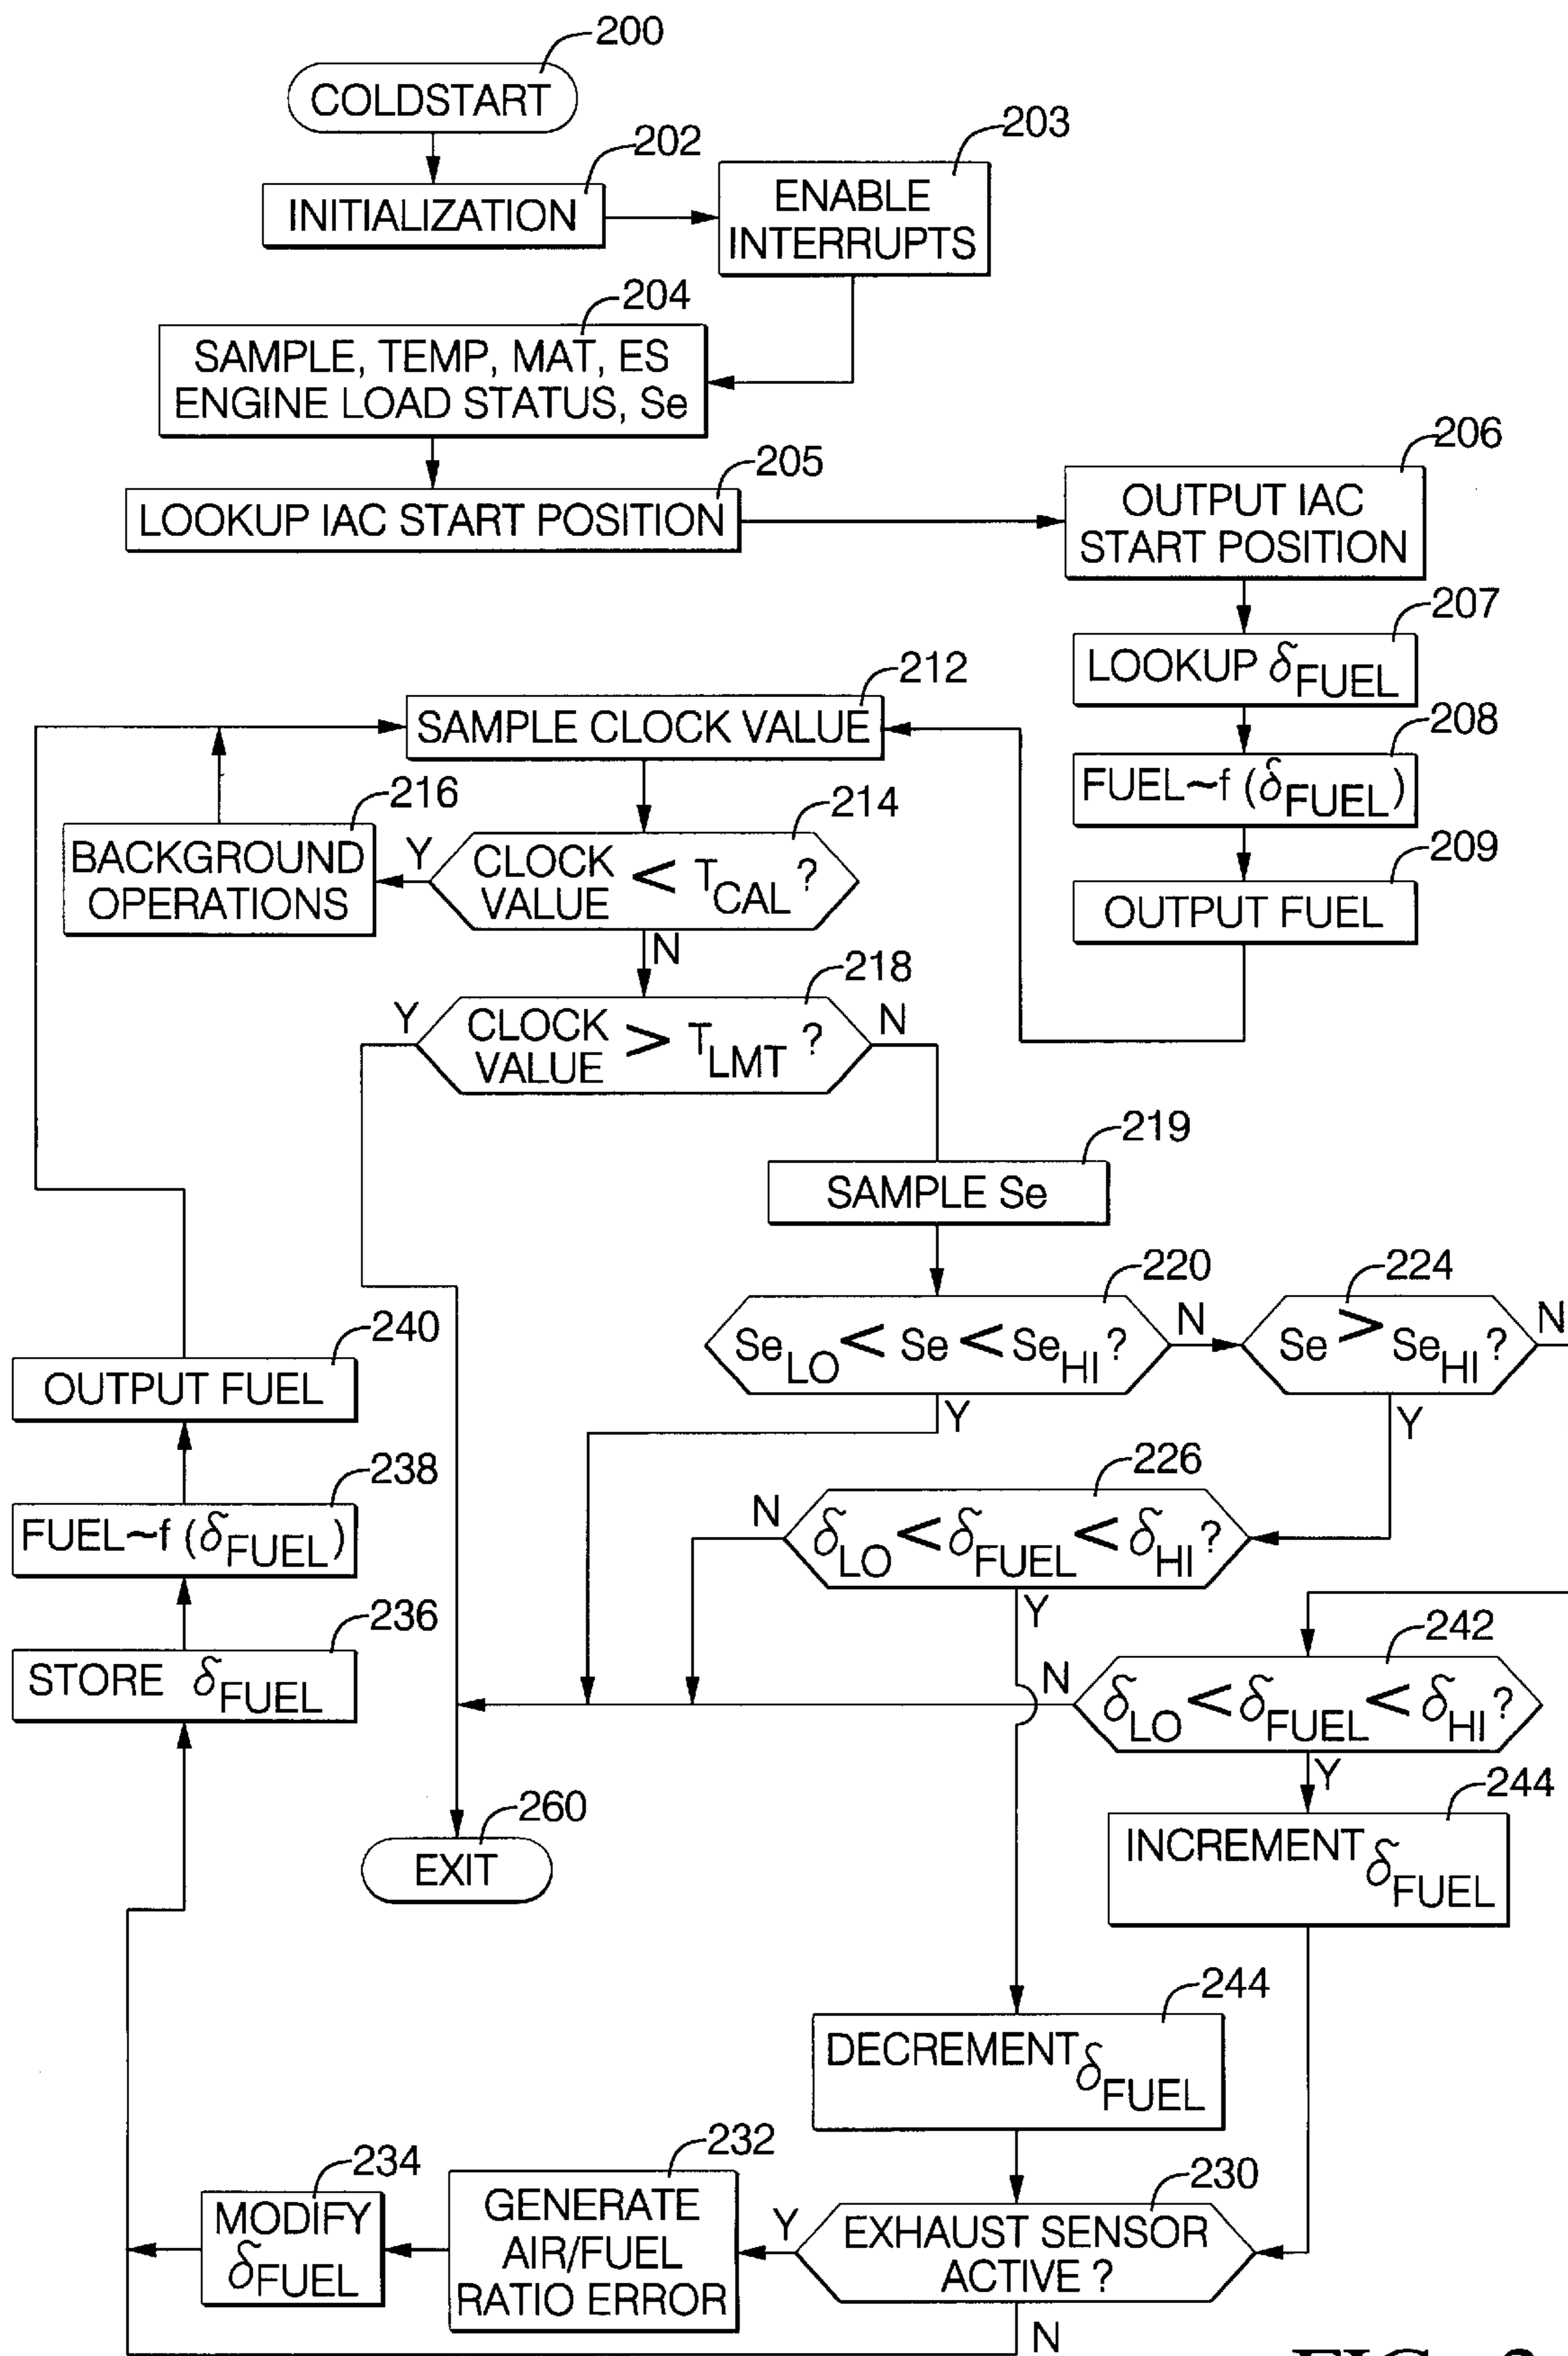 200
COLDSTART
202
INITIALIZATION
203
ENABLE
INTERRUPTS
204
SAMPLE, TEMP, MAT, ES
ENGINE LOAD STATUS, Se
205
LOOKUP IAC START POSITION
206
OUTPUT IAC
START POSITION
207
LOOKUP δFUEL
208
FUEL~f (δFUEL)
209
OUTPUT FUEL
212
SAMPLE CLOCK VALUE
214
CLOCK
VALUE < TCAL ?
Y
N
216
BACKGROUND
OPERATIONS
218
CLOCK
VALUE > TLMT ?
Y
N
219
SAMPLE Se
220
SeLO < Se < SeHI ?
N
Y
224
Se > SeHI ?
N
Y
226
δLO < δFUEL < δHI ?
N
Y
240
OUTPUT FUEL
238
FUEL~f (δFUEL)
236
STORE δFUEL
242
δLO < δFUEL < δHI ?
N
Y
244
INCREMENT δFUEL
260
EXIT
244
DECREMENT δFUEL
230
EXHAUST SENSOR
ACTIVE ?
Y
N
232
GENERATE
AIR/FUEL
RATIO ERROR
234
MODIFY
δFUEL